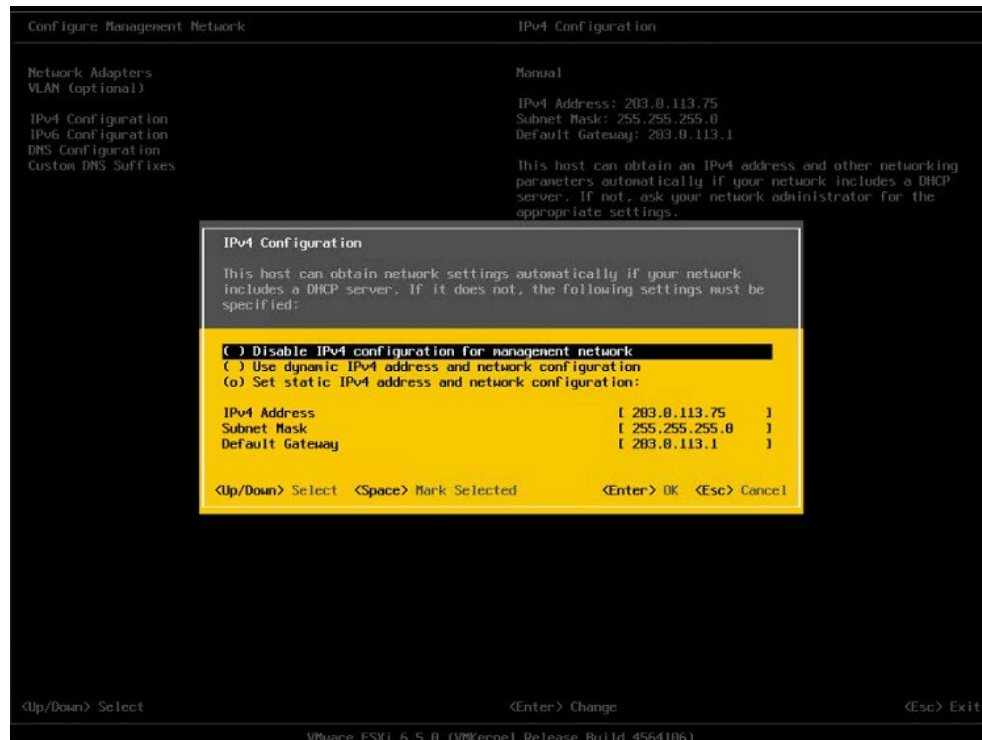 Configure Management Network
IPv4 Configuration
Network Adapters
VLAN (optional)
IPv4 Configuration
IPv6 Configuration
DNS Configuration
Custom DNS Suffixes
Manual
IPv4 Address: 203.0.113.75
Subnet Mask: 255.255.255.0
Default Gateway: 203.0.113.1
This host can obtain an IPv4 address and other networking
parameters automatically if your network includes a DHCP
server. If not, ask your network administrator for the
appropriate settings.
IPv4 Configuration
This host can obtain network settings automatically if your network
includes a DHCP server. If it does not, the following settings must be
specified:
( ) Disable IPv4 configuration for management network
( ) Use dynamic IPv4 address and network configuration
(o) Set static IPv4 address and network configuration:
IPv4 Address [ 203.0.113.75 ]
Subnet Mask [ 255.255.255.0 ]
Default Gateway [ 203.0.113.1 ]
<Up/Down> Select <Space> Mark Selected <Enter> OK <Esc> Cancel
<Up/Down> Select <Enter> Change <Esc> Exit
VMware ESXi 6.5.0 (VMKernel Release Build 4564106)